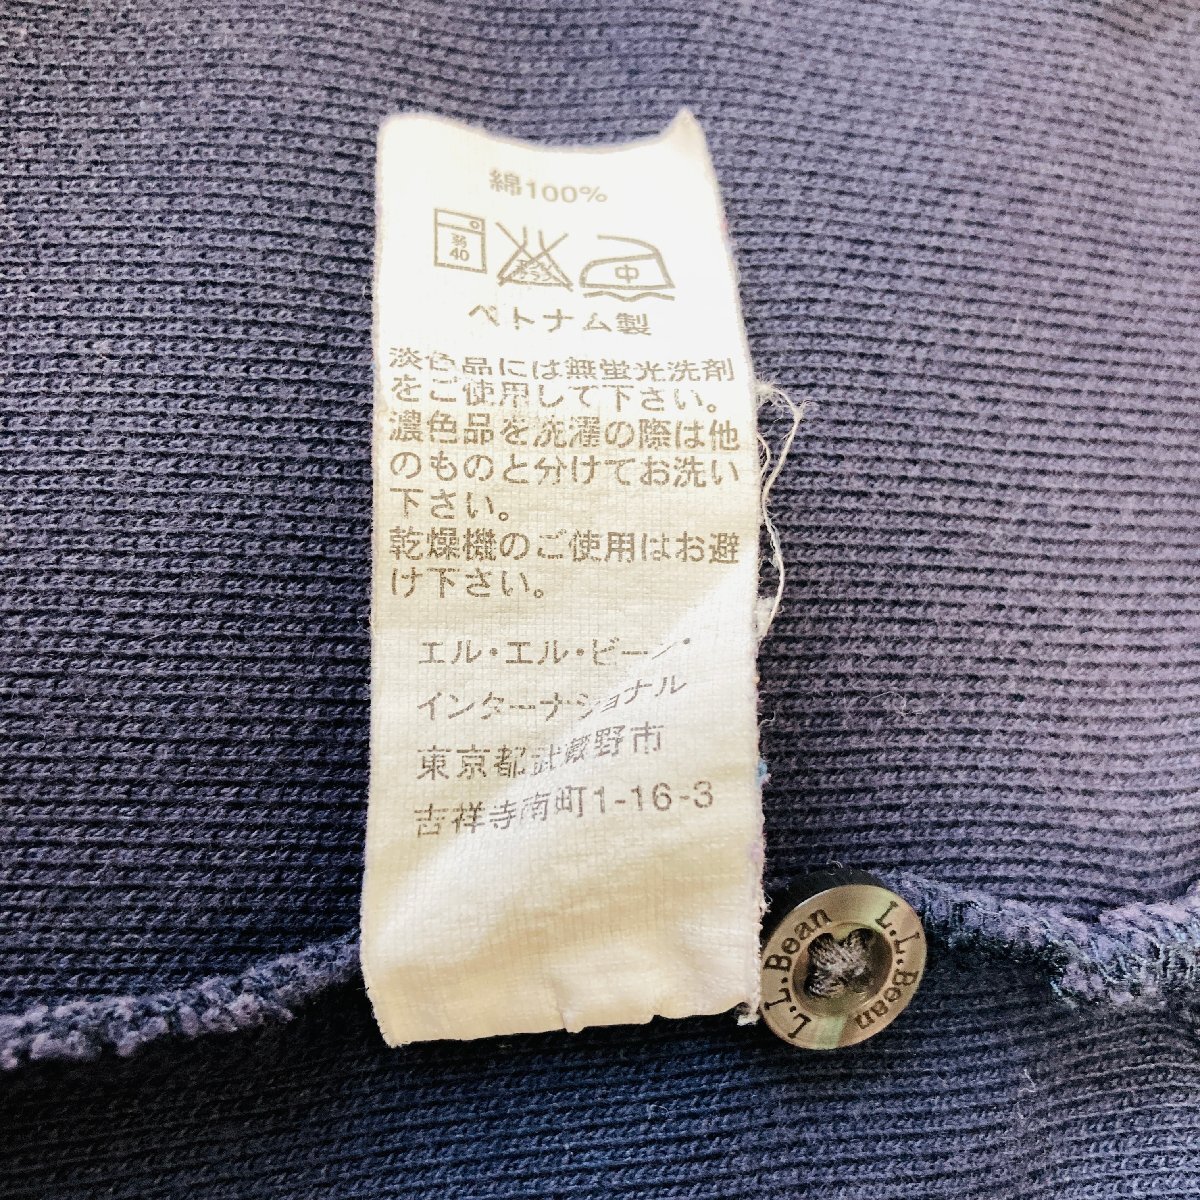 綿100%
弱
40
中
ベトナム製
淡色品には無蛍光洗剤
をご使用して下さい。
濃色品を洗濯の際は他
のものと分けてお洗い
下さい。
乾燥機のご使用はお避
け下さい。
エル・エル・ビーン・
インターナショナル
東京都武蔵野市
吉祥寺南町1-16-3
L.L.Bean
L.L.Bean